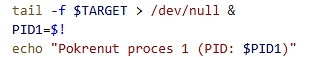 tail -f $TARGET > /dev/null &
PID1=$!
echo "Pokrenut proces 1 (PID: $PID1)"